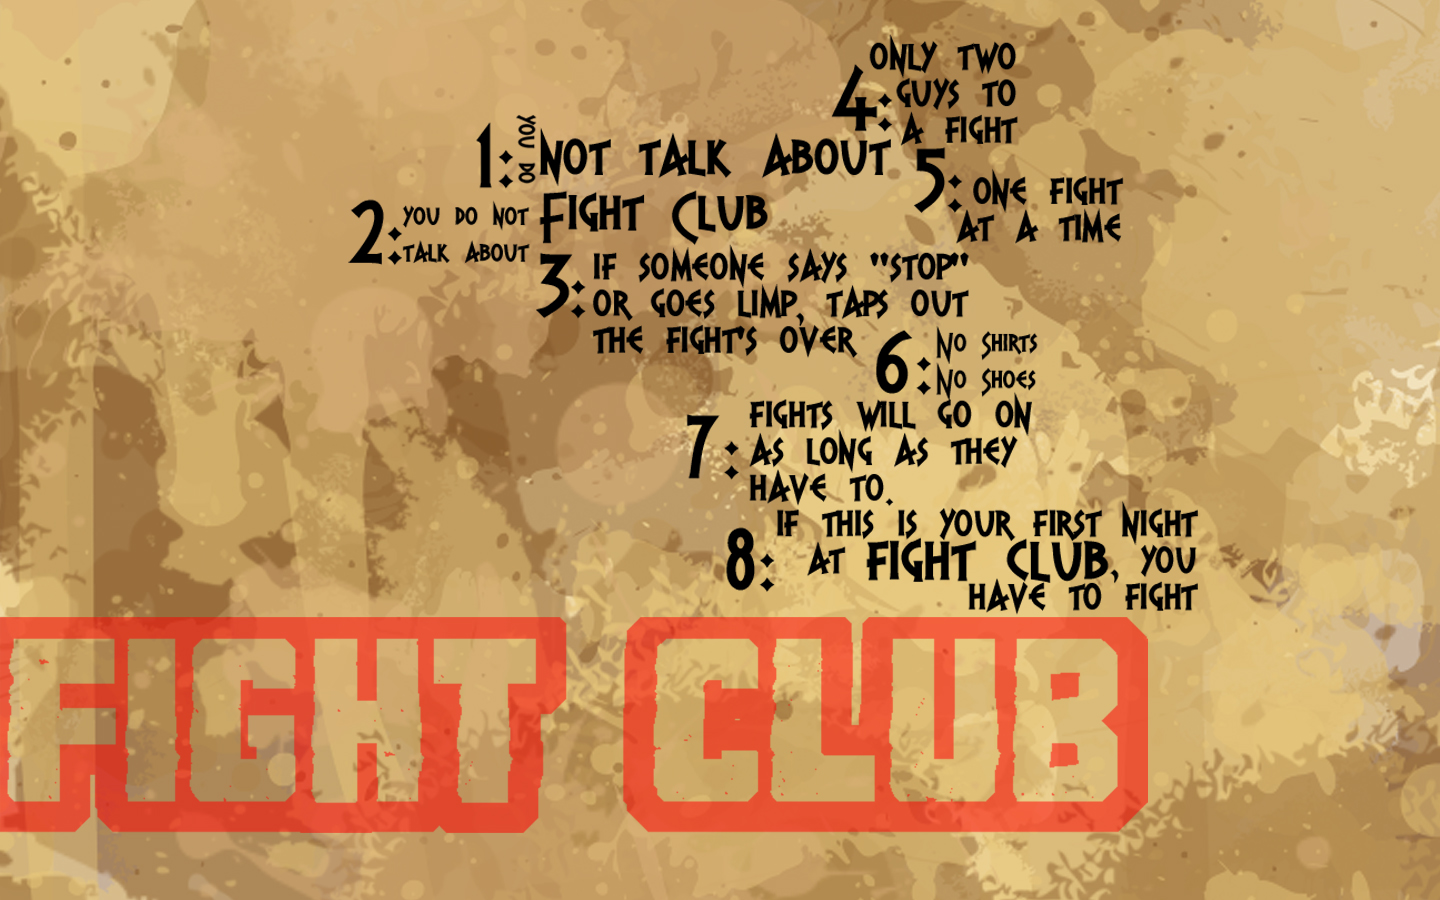 1: YOU DO NOT TALK ABOUT
FIGHT CLUB
2: YOU DO NOT
TALK ABOUT
3: IF SOMEONE SAYS "STOP"
OR GOES LIMP, TAPS OUT
THE FIGHT'S OVER
4: ONLY TWO
GUYS TO
A FIGHT
5: ONE FIGHT
AT A TIME
6: NO SHIRTS
NO SHOES
7: FIGHTS WILL GO ON
AS LONG AS THEY
HAVE TO.
8: IF THIS IS YOUR FIRST NIGHT
AT FIGHT CLUB, YOU
HAVE TO FIGHT
FIGHT CLUB